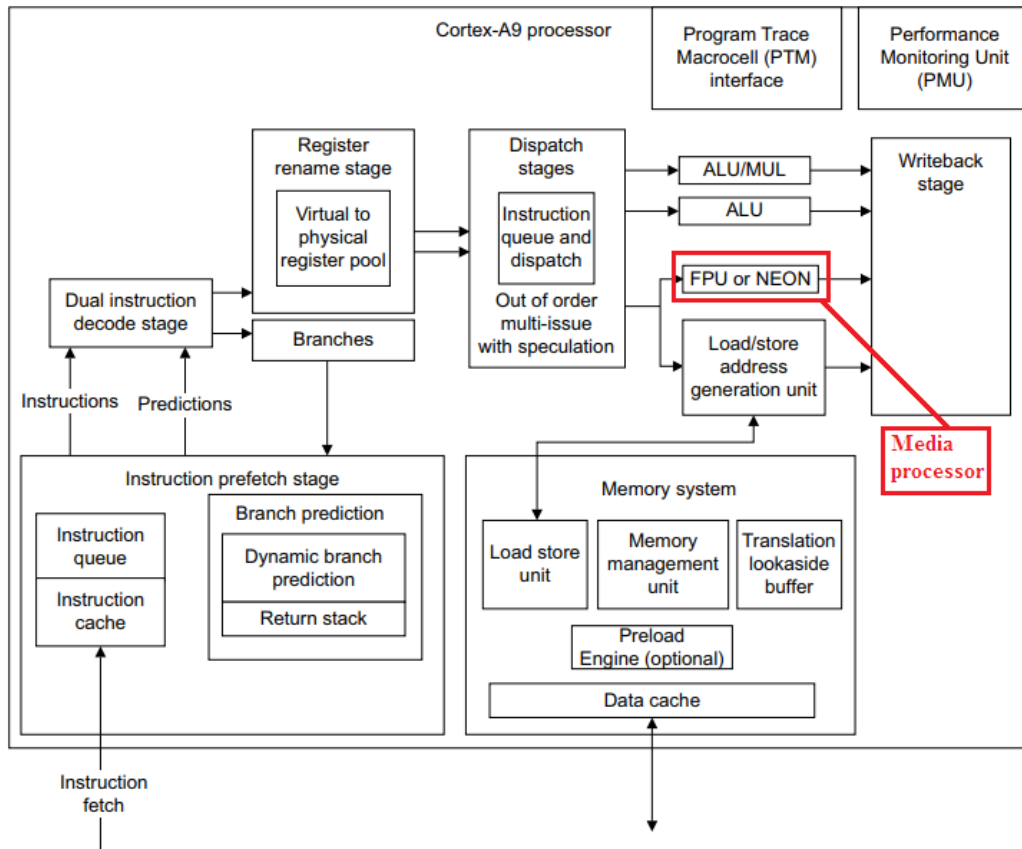 Cortex-A9 processor
Program Trace
Macrocell (PTM)
interface
Performance
Monitoring Unit
(PMU)
Register
rename stage
Virtual to
physical
register pool
Dispatch
stages
Instruction
queue and
dispatch
Out of order
multi-issue
with speculation
ALU/MUL
ALU
FPU or NEON
Load/store
address
generation unit
Writeback
stage
Dual instruction
decode stage
Branches
Instructions
Predictions
Media
processor
Instruction prefetch stage
Instruction
queue
Instruction
cache
Branch prediction
Dynamic branch
prediction
Return stack
Memory system
Load store
unit
Memory
management
unit
Translation
lookaside
buffer
Preload
Engine (optional)
Data cache
Instruction
fetch